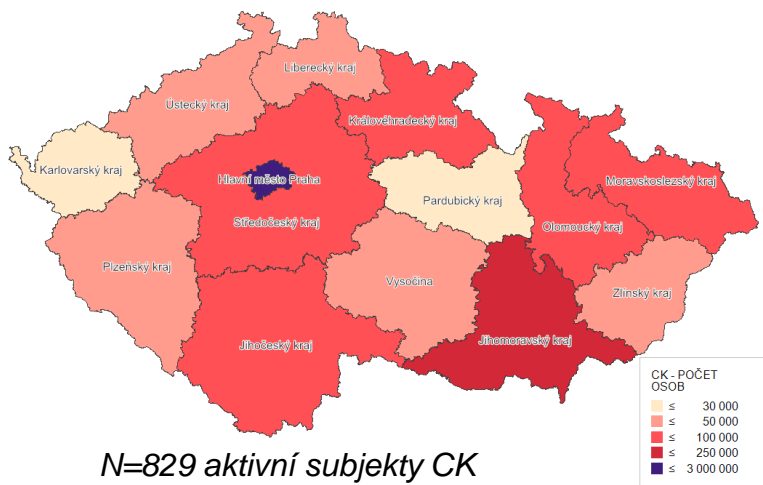 Liberecký kraj
Ústecký kraj
Královéhradecký kraj
Karlovarský kraj
Hlavní město Praha
Moravskoslezský kraj
Pardubický kraj
Středočeský kraj
Olomoucký kraj
Plzeňský kraj
Vysočina
Zlínský kraj
Jihočeský kraj
Jihomoravský kraj
CK - POČET
OSOB
≤ 30 000
≤ 50 000
≤ 100 000
≤ 250 000
≤ 3 000 000
N=829 aktivní subjekty CK